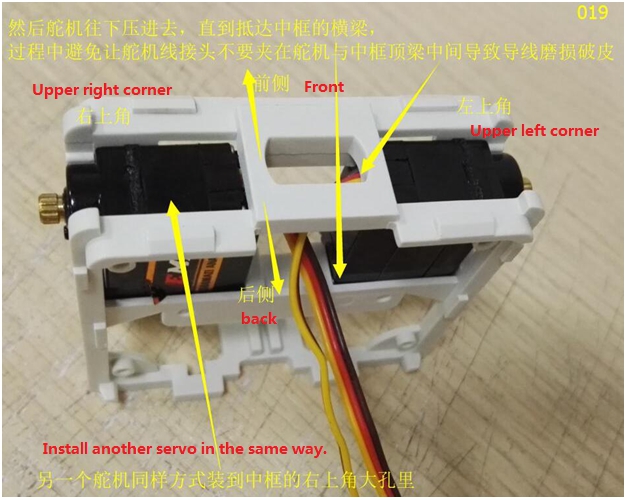 019
然后舵机往下压进去，直到抵达中框的横梁，
过程中避免让舵机线接头不要夹在舵机与中框顶梁中间导致导线磨损破皮
前侧 Front
Upper right corner
右上角
左上角
Upper left corner
后侧
back
Install another servo in the same way.
另一个舵机同样方式装到中框的右上角大孔里